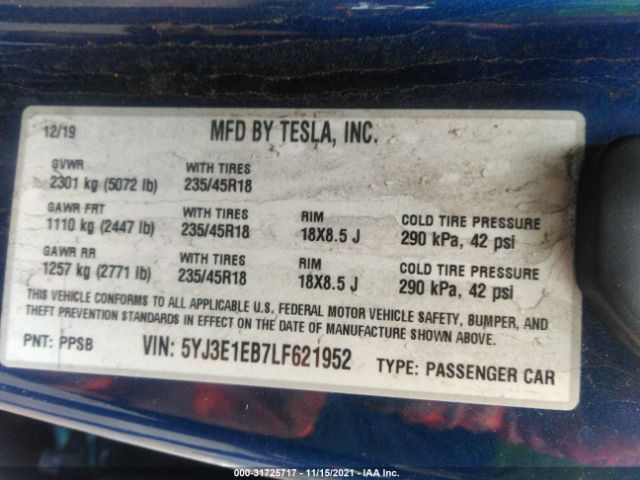 12/19 MFD BY TESLA, INC.
GVWR WITH TIRES
2301 kg (5072 lb) 235/45R18
GAWR FRT WITH TIRES RIM COLD TIRE PRESSURE
1110 kg (2447 lb) 235/45R18 18X8.5 J 290 kPa, 42 psi
GAWR RR WITH TIRES RIM COLD TIRE PRESSURE
1257 kg (2771 lb) 235/45R18 18X8.5 J 290 kPa, 42 psi
THIS VEHICLE CONFORMS TO ALL APPLICABLE U.S. FEDERAL MOTOR VEHICLE SAFETY, BUMPER, AND
THEFT PREVENTION STANDARDS IN EFFECT ON THE DATE OF MANUFACTURE SHOWN ABOVE.
PNT: PPSB VIN: 5YJ3E1EB7LF621952 TYPE: PASSENGER CAR
000-31725717 - 11/15/2021 - IAA Inc.